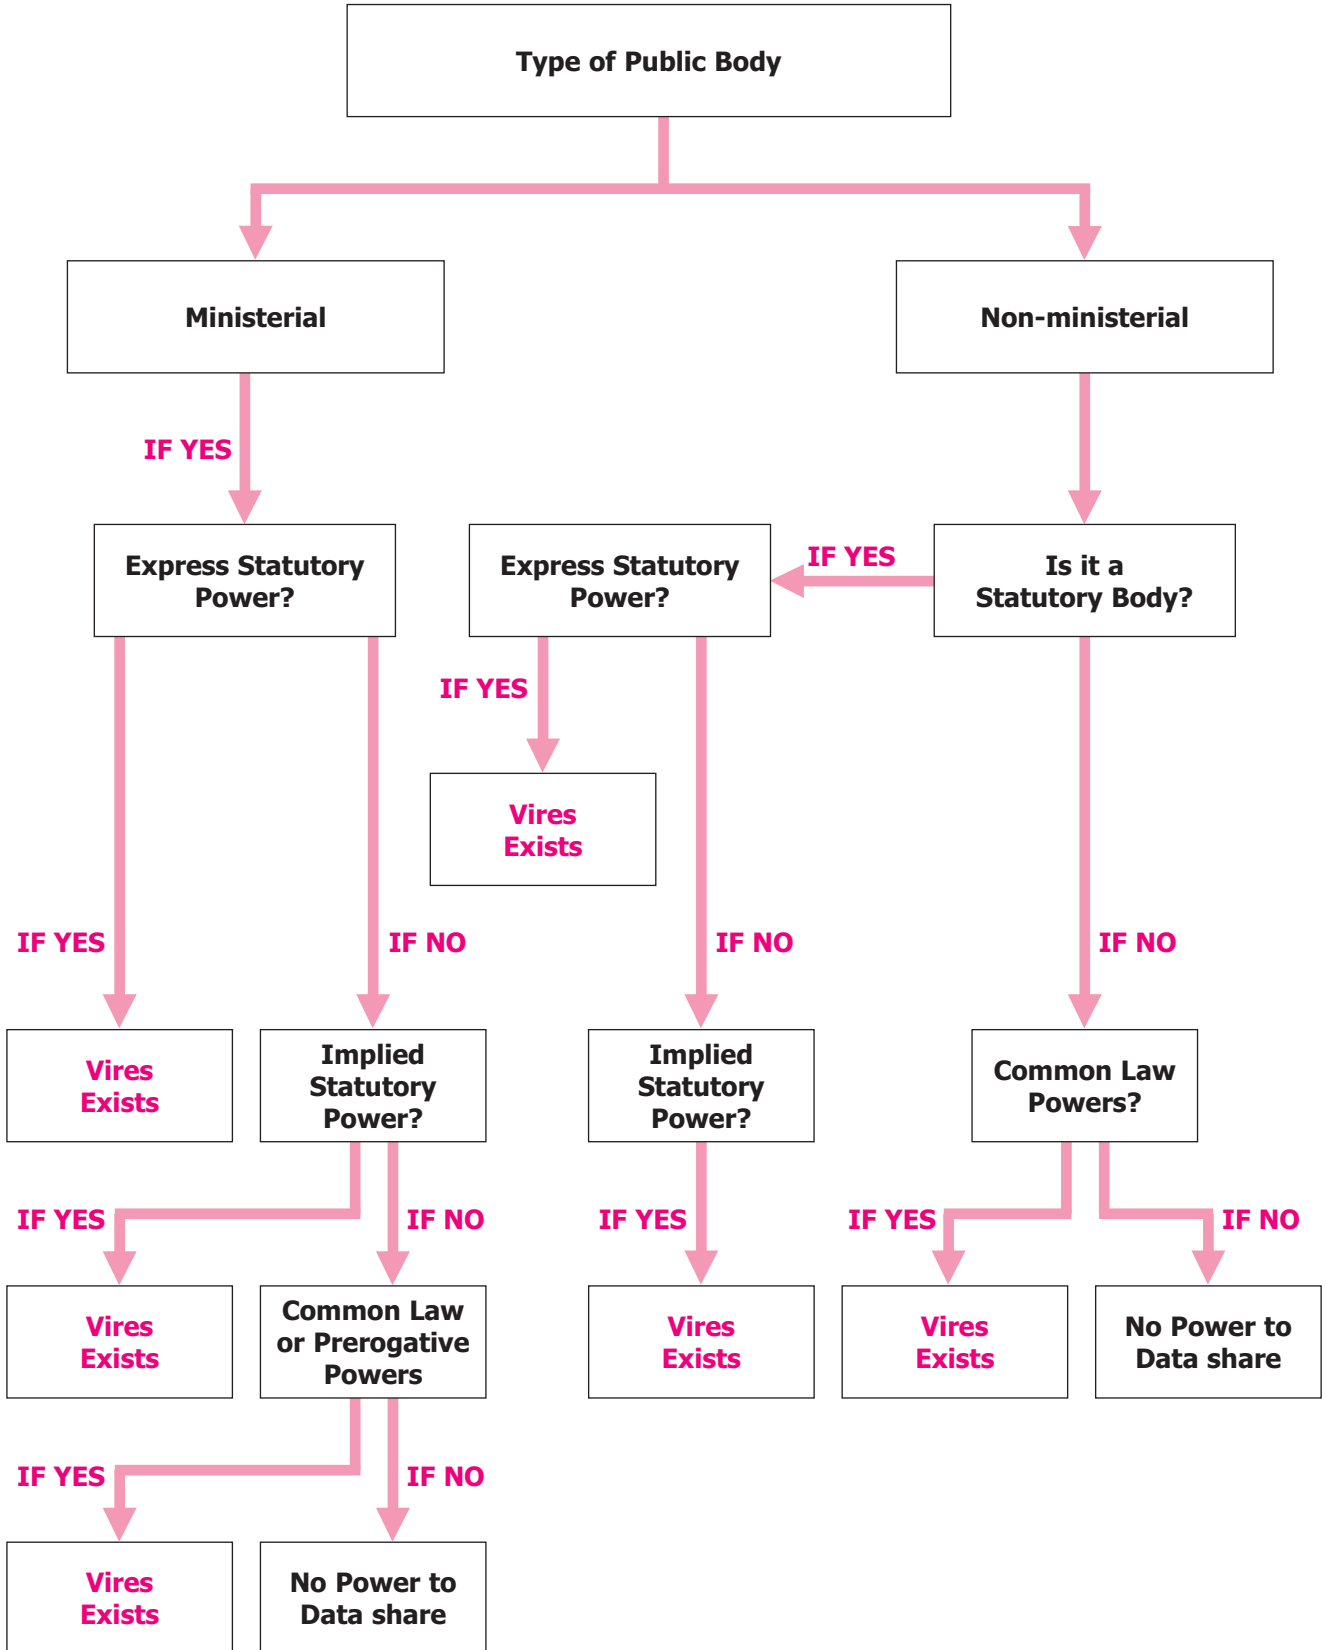 Type of Public Body
Ministerial
Non-ministerial
IF YES
Express Statutory
Power?
Express Statutory
Power?
IF YES
Is it a
Statutory Body?
IF YES
Vires
Exists
IF YES
IF NO
IF NO
IF NO
Vires
Exists
Implied
Statutory
Power?
Implied
Statutory
Power?
Common Law
Powers?
IF YES
IF NO
IF YES
IF YES
IF NO
Vires
Exists
Common Law
or Prerogative
Powers
Vires
Exists
Vires
Exists
No Power to
Data share
IF YES
IF NO
Vires
Exists
No Power to
Data share